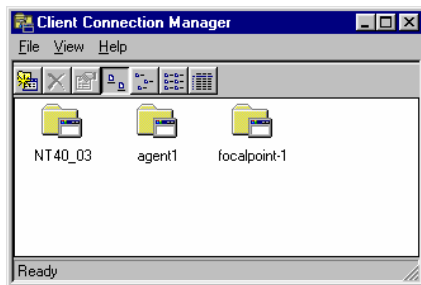 Client Connection Manager
File View Help
NT40_03 agent1 focalpoint-1
Ready